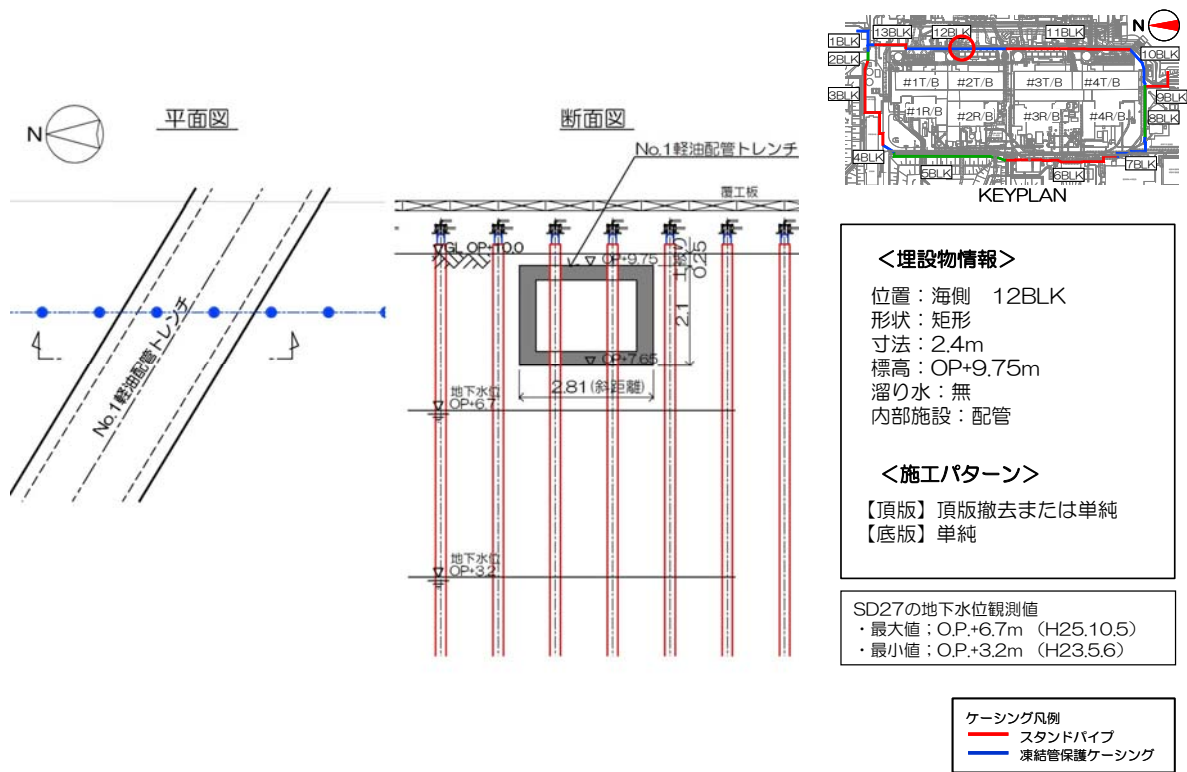 平面図
N
No.1軽油配管トレンチ
断面図
No.1軽油配管トレンチ
覆工板
GL OP+10.0
OP+9.75
土被り
0.25
2.1
OP+7.65
2.81(斜距離)
地下水位
OP+6.7
地下水位
OP+3.2
N
1BLK
13BLK
12BLK
11BLK
10BLK
2BLK
3BLK
#1T/B
#2T/B
#3T/B
#4T/B
9BLK
#1R/B
#2R/B
#3R/B
#4R/B
8BLK
4BLK
5BLK
6BLK
7BLK
KEYPLAN
＜埋設物情報＞
位置：海側　12BLK
形状：矩形
寸法：2.4m
標高：OP+9.75m
溜り水：無
内部施設：配管
＜施工パターン＞
【頂版】頂版撤去または単純
【底版】単純
SD27の地下水位観測値
・最大値；O.P.+6.7m （H25.10.5）
・最小値；O.P.+3.2m （H23.5.6）
ケーシング凡例
スタンドパイプ
凍結管保護ケーシング